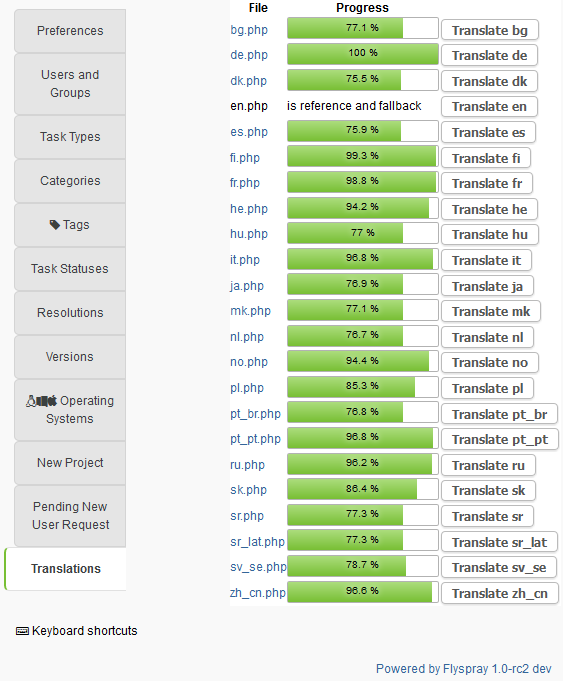 Preferences
Users and
Groups
Task Types
Categories
Tags
Task Statuses
Resolutions
Versions
Operating
Systems
New Project
Pending New
User Request
Translations
Keyboard shortcuts
File Progress
bg.php 77.1 % Translate bg
de.php 100 % Translate de
dk.php 75.5 % Translate dk
en.php is reference and fallback Translate en
es.php 75.9 % Translate es
fi.php 99.3 % Translate fi
fr.php 98.8 % Translate fr
he.php 94.2 % Translate he
hu.php 77 % Translate hu
it.php 96.8 % Translate it
ja.php 76.9 % Translate ja
mk.php 77.1 % Translate mk
nl.php 76.7 % Translate nl
no.php 94.4 % Translate no
pl.php 85.3 % Translate pl
pt_br.php 76.8 % Translate pt_br
pt_pt.php 96.8 % Translate pt_pt
ru.php 96.2 % Translate ru
sk.php 86.4 % Translate sk
sr.php 77.3 % Translate sr
sr_lat.php 77.3 % Translate sr_lat
sv_se.php 78.7 % Translate sv_se
zh_cn.php 96.6 % Translate zh_cn
Powered by Flyspray 1.0-rc2 dev